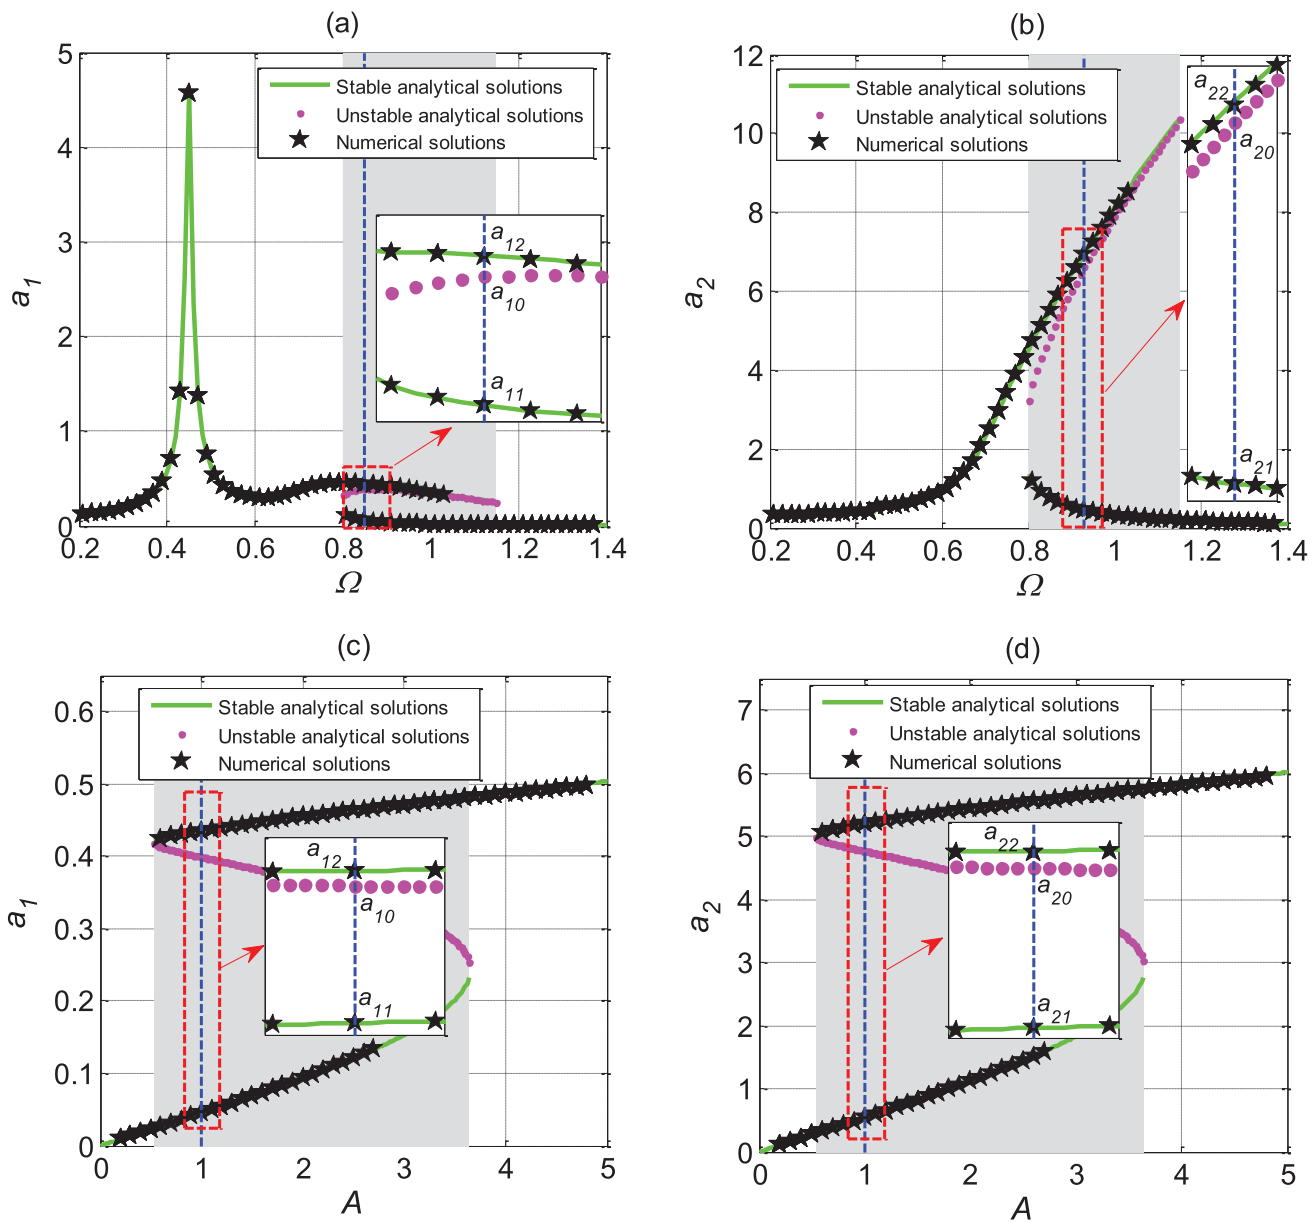 (a)
5
4
3
2
1
0
a1
0.2
0.4
0.6
0.8
1
1.2
1.4
Ω
Stable analytical solutions
Unstable analytical solutions
Numerical solutions
a12
a10
a11
(b)
12
10
8
6
4
2
0
a2
0.2
0.4
0.6
0.8
1
1.2
1.4
Ω
Stable analytical solutions
Unstable analytical solutions
Numerical solutions
a22
a20
a21
(c)
0.6
0.5
0.4
0.3
0.2
0.1
0
a1
0
1
2
3
4
5
A
Stable analytical solutions
Unstable analytical solutions
Numerical solutions
a12
a10
a11
(d)
7
6
5
4
3
2
1
0
a2
0
1
2
3
4
5
A
Stable analytical solutions
Unstable analytical solutions
Numerical solutions
a22
a20
a21